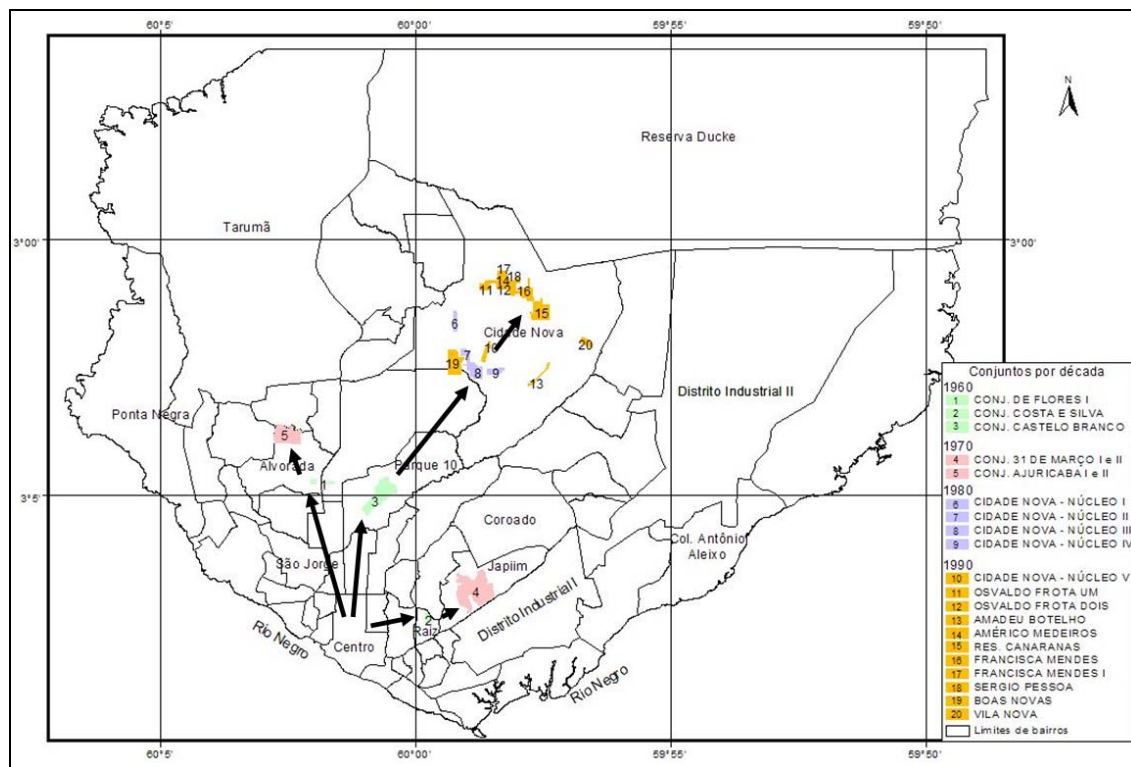 60°5' 60°00' 59°55' 59°50'
N
Reserva Ducke
Tarumã
3°00' 3°00'
17
14 18
11 12 16
15
6
Cidade Nova
10 20
7
19 8 9
13
Distrito Industrial II
Ponta Negra
5
Alvorada Parque 10
1
3°5' 3°5'
3
Coroado
Col. Antônio
Aleixo
São Jorge
Japiim
4
Distrito Industrial I
2
Raiz
Centro
Rio Negro
Rio Negro
60°5' 60°00' 59°55' 59°50'
Conjuntos por década
1960
1 CONJ. DE FLORES I
2 CONJ. COSTA E SILVA
3 CONJ. CASTELO BRANCO
1970
4 CONJ. 31 DE MARÇO I e II
5 CONJ. AJURICABA I e II
1980
6 CIDADE NOVA - NÚCLEO I
7 CIDADE NOVA - NÚCLEO II
8 CIDADE NOVA - NÚCLEO III
9 CIDADE NOVA - NÚCLEO IV
1990
10 CIDADE NOVA - NÚCLEO V
11 OSVALDO FROTA UM
12 OSVALDO FROTA DOIS
13 AMADEU BOTELHO
14 AMÉRICO MEDEIROS
15 RES. CANARANAS
16 FRANCISCA MENDES
17 FRANCISCA MENDES I
18 SERGIO PESSOA
19 BOAS NOVAS
20 VILA NOVA
Limites de bairros